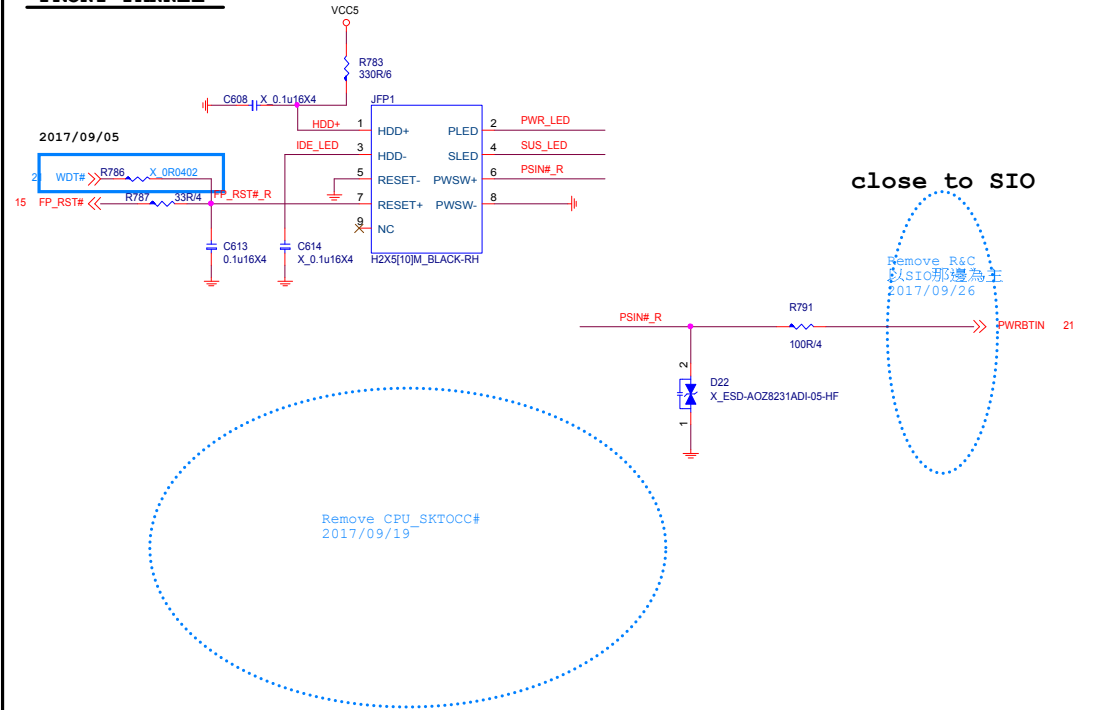 VCC5
R783
330R/6
C608 X_0.1u16X4
JFP1
HDD+ 1 HDD+ PLED 2 PWR_LED
IDE_LED 3 HDD- SLED 4 SUS_LED
5 RESET- PWSW+ 6 PSIN#_R
7 RESET+ PWSW- 8
9 NC
H2X5[10]M_BLACK-RH
2017/09/05
21 WDT# R786 X_0R0402
15 FP_RST# R787 33R/4 FP_RST#_R
C613
0.1u16X4
C614
X_0.1u16X4
close to SIO
Remove R&C
以SIO那邊為主
2017/09/26
PSIN#_R
R791
100R/4
PWRBTIN 21
2
D22
X_ESD-AOZ8231ADI-05-HF
1
Remove CPU_SKTOCC#
2017/09/19